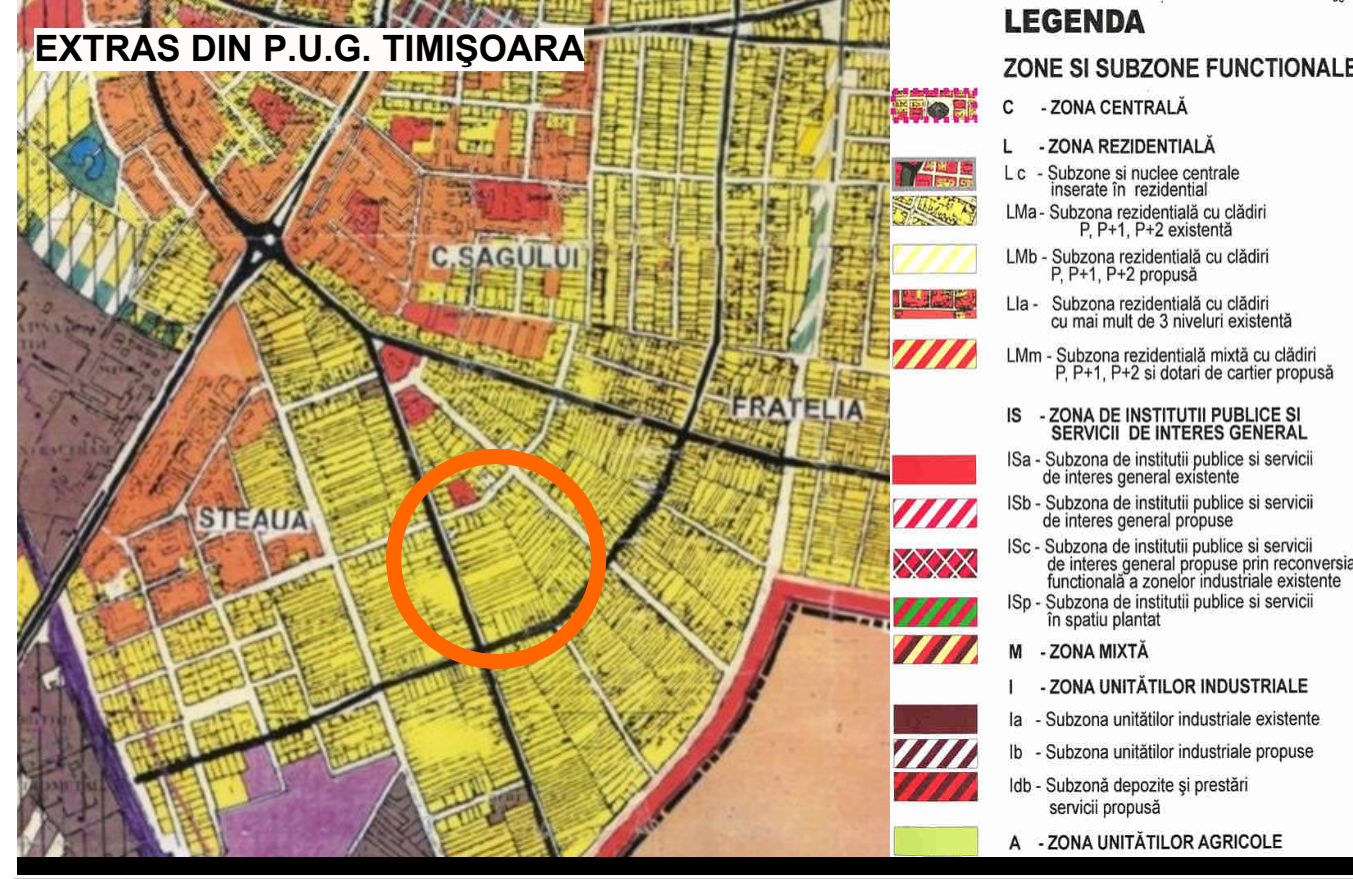 EXTRAS DIN P.U.G. TIMIŞOARA
C.SAGULUI
FRATELIA
STEAUA
LEGENDA
ZONE SI SUBZONE FUNCTIONALE
C - ZONA CENTRALĂ
L - ZONA REZIDENTIALĂ
L c - Subzone si nuclee centrale
inserate în rezidential
LMa - Subzona rezidentială cu clădiri
P, P+1, P+2 existentă
LMb - Subzona rezidentială cu clădiri
P, P+1, P+2 propusă
LIa - Subzona rezidentială cu clădiri
cu mai mult de 3 niveluri existentă
LMm - Subzona rezidentială mixtă cu clădiri
P, P+1, P+2 si dotari de cartier propusă
IS - ZONA DE INSTITUTII PUBLICE SI
SERVICII DE INTERES GENERAL
ISa - Subzona de institutii publice si servicii
de interes general existente
ISb - Subzona de institutii publice si servicii
de interes general propuse
ISc - Subzona de institutii publice si servicii
de interes general propuse prin reconversia
functională a zonelor industriale existente
ISp - Subzona de institutii publice si servicii
în spatiu plantat
M - ZONA MIXTĂ
I - ZONA UNITĂTILOR INDUSTRIALE
Ia - Subzona unitătilor industriale existente
Ib - Subzona unitătilor industriale propuse
Idb - Subzonă depozite şi prestări
servicii propusă
A - ZONA UNITĂTILOR AGRICOLE